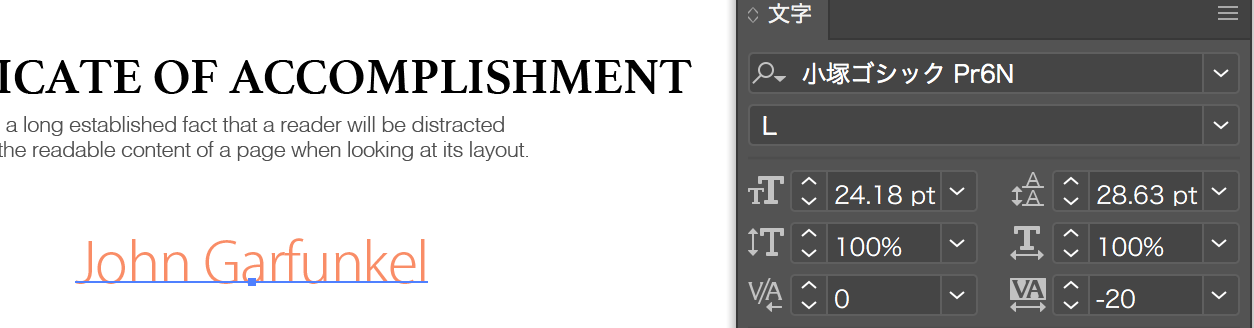 ICATE OF ACCOMPLISHMENT
a long established fact that a reader will be distracted
the readable content of a page when looking at its layout.
John Garfunkel
文字
小塚ゴシック Pr6N
L
24.18 pt 28.63 pt
100% 100%
0 -20